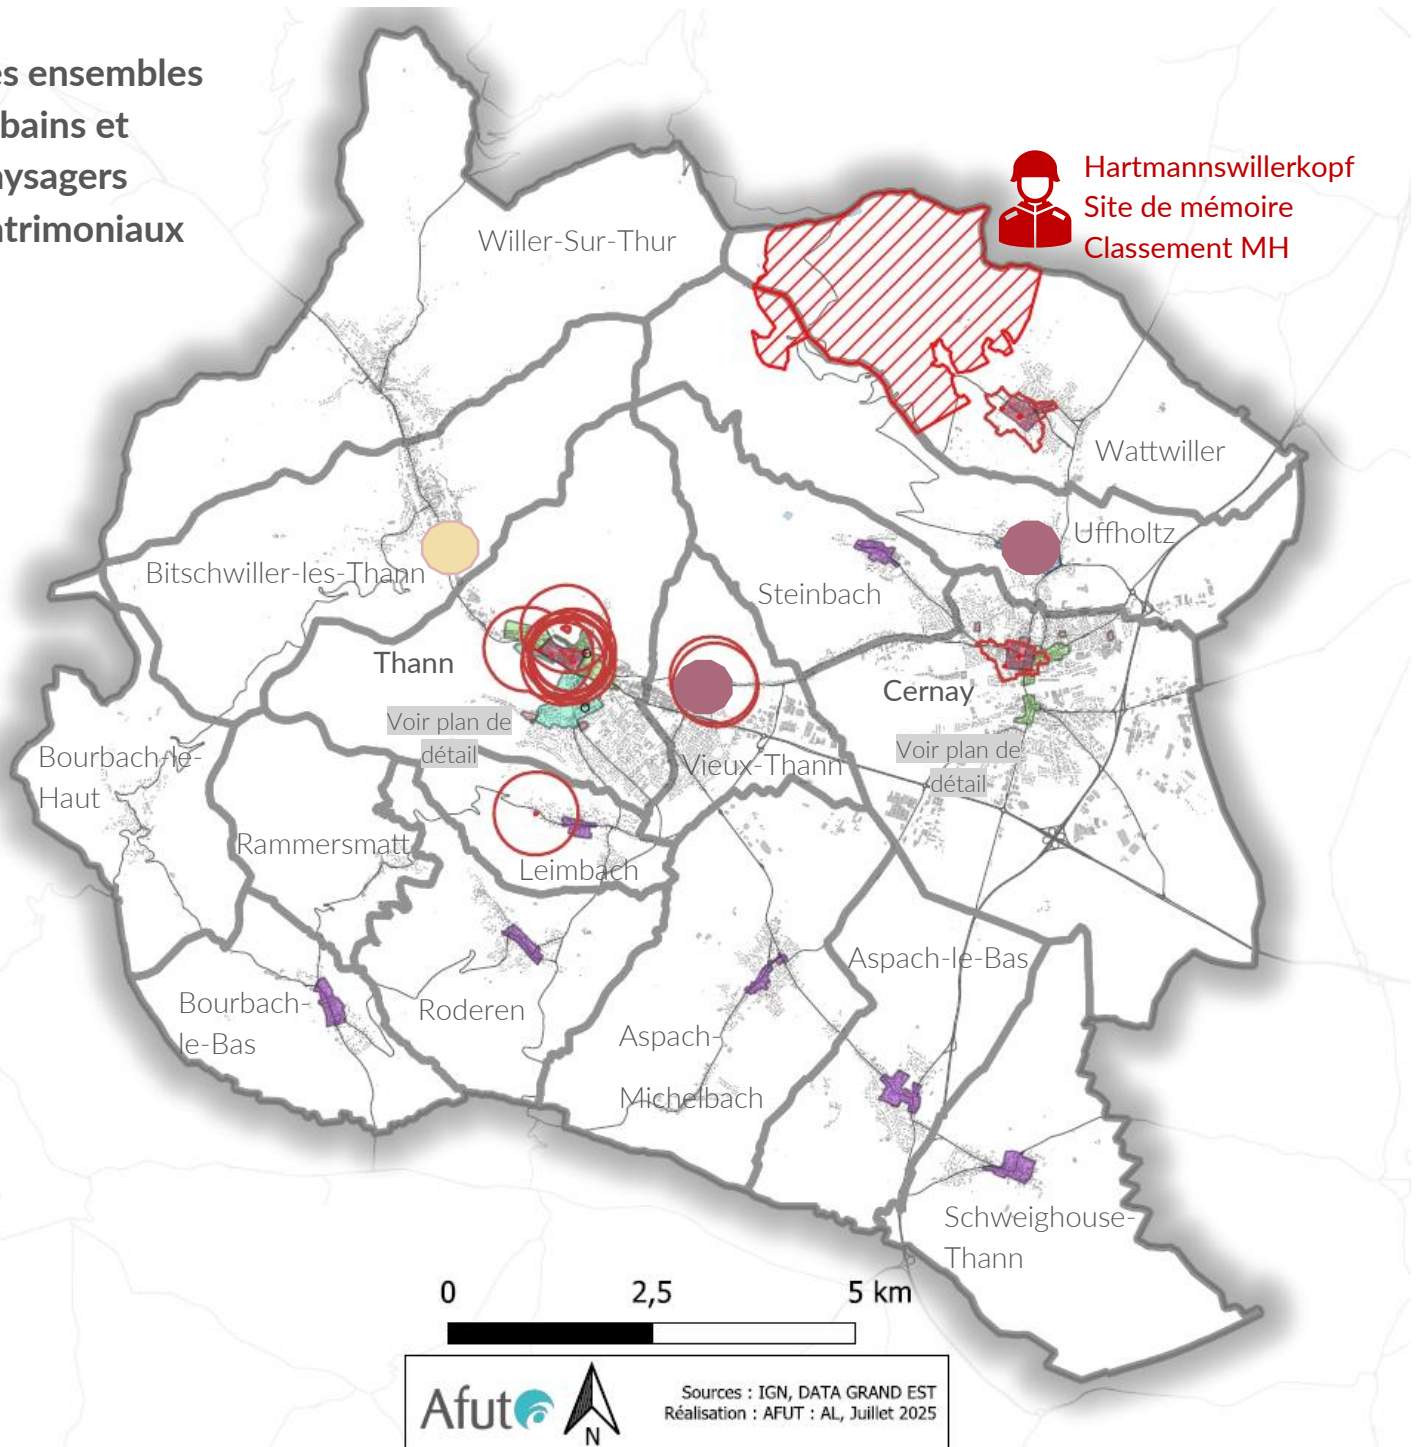 es ensembles
bains et
aysagers
atrimoniaux
Hartmannswillerkopf
Site de mémoire
Classement MH
Willer-Sur-Thur
Wattwiller
Uffholtz
Bitschwiller-les-Thann
Steinbach
Thann
Cernay
Voir plan de
détail
Voir plan de
détail
Bourbach-le-
Haut
Vieux-Thann
Rammersmatt
Leimbach
Aspach-le-Bas
Bourbach-
le-Bas
Roderen
Aspach-
Michelbach
Schweighouse-
Thann
0 2,5 5 km
Afut
N
Sources : IGN, DATA GRAND EST
Réalisation : AFUT : AL, Juillet 2025